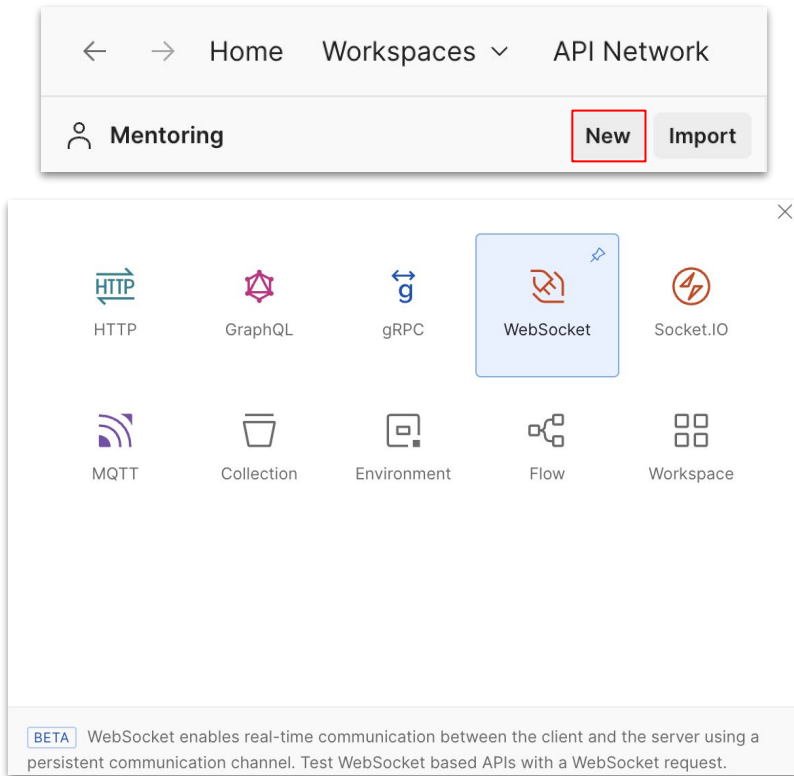 Home Workspaces API Network
Mentoring New Import
HTTP
g
HTTP GraphQL gRPC WebSocket Socket.IO
MQTT Collection Environment Flow Workspace
BETA WebSocket enables real-time communication between the client and the server using a
persistent communication channel. Test WebSocket based APIs with a WebSocket request.